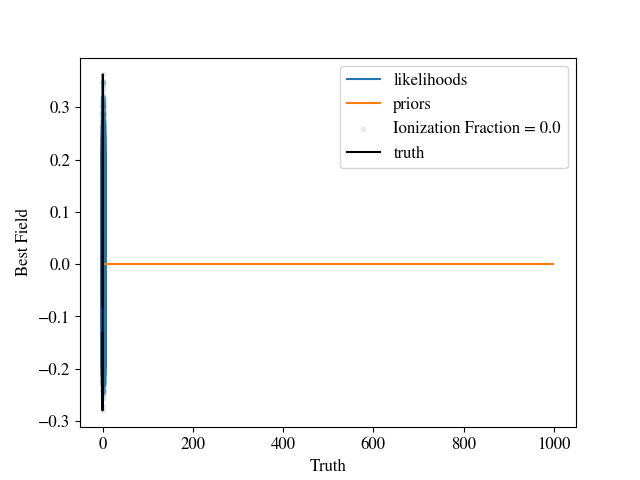 likelihoods
priors
Ionization Fraction = 0.0
truth
0.3
0.2
0.1
0.0
−0.1
−0.2
−0.3
Best Field
0 200 400 600 800 1000
Truth